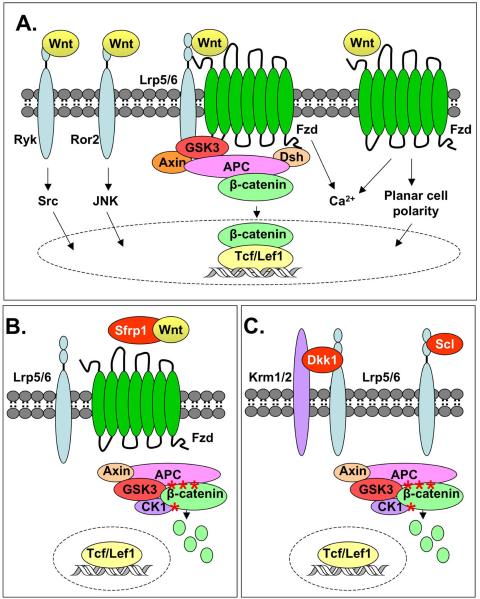 A.
Wnt Wnt Wnt Wnt
Lrp5/6
Ryk Ror2 Fzd Fzd
GSK3
Axin Dsh
APC
β-catenin
Src JNK Ca2+ Planar cell
polarity
β-catenin
Tcf/Lef1
B.
Sfrp1 Wnt
Lrp5/6
Fzd
Axin APC
***
GSK3 β-catenin
CK1 *
Tcf/Lef1
C.
Scl
Dkk1
Krm1/2 Lrp5/6
Axin APC
***
GSK3 β-catenin
CK1 *
Tcf/Lef1